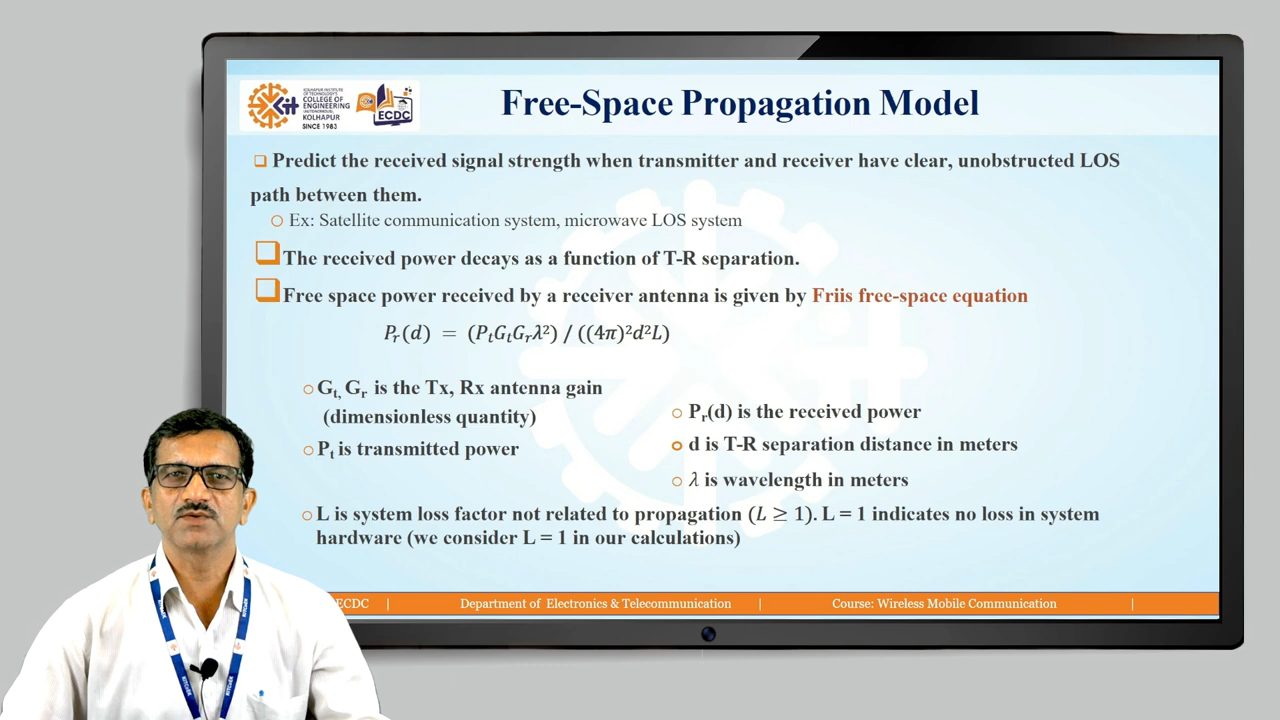 KOLHAPUR INSTITUTE
OF TECHNOLOGY'S
COLLEGE OF
ENGINEERING
(AUTONOMOUS),
KOLHAPUR
SINCE 1983
ECDC
Free-Space Propagation Model
Predict the received signal strength when transmitter and receiver have clear, unobstructed LOS
path between them.
Ex: Satellite communication system, microwave LOS system
The received power decays as a function of T-R separation.
Free space power received by a receiver antenna is given by Friis free-space equation
Pᵣ(d) = (PₜGₜGᵣλ²) / ((4π)²d²L)
Gₜ, Gᵣ is the Tx, Rx antenna gain
(dimensionless quantity)
Pₜ is transmitted power
Pᵣ(d) is the received power
d is T-R separation distance in meters
λ is wavelength in meters
L is system loss factor not related to propagation (L ≥ 1). L = 1 indicates no loss in system
hardware (we consider L = 1 in our calculations)
ECDC | Department of Electronics & Telecommunication | Course: Wireless Mobile Communication |